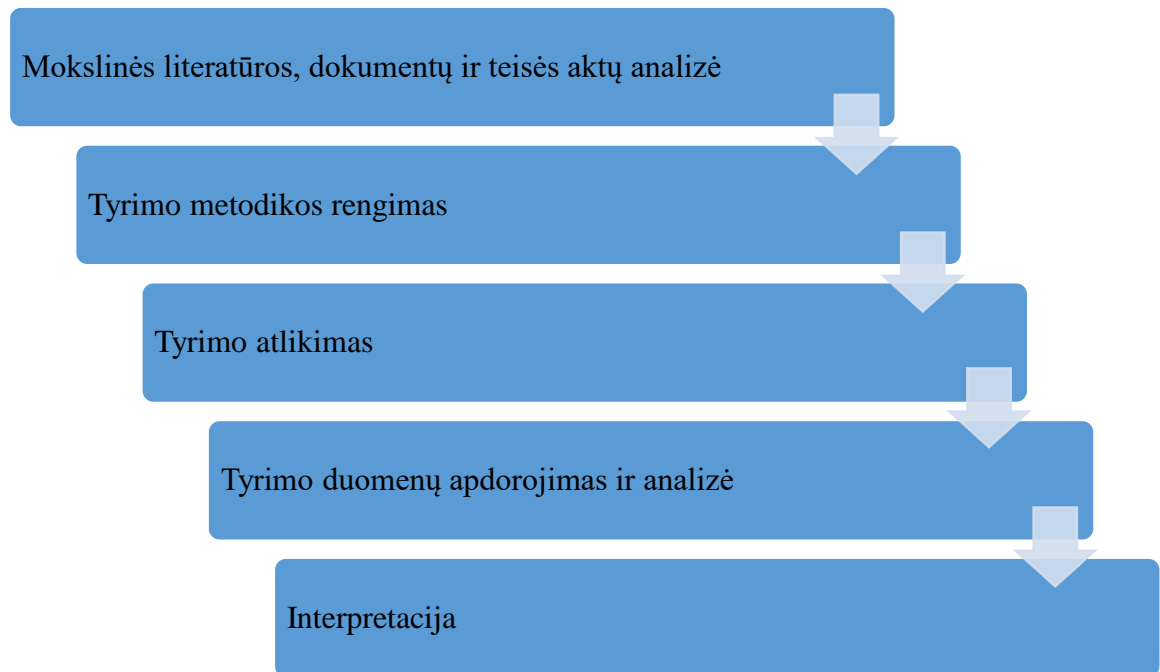 Mokslinės literatūros, dokumentų ir teisės aktų analizė
Tyrimo metodikos rengimas
Tyrimo atlikimas
Tyrimo duomenų apdorojimas ir analizė
Interpretacija